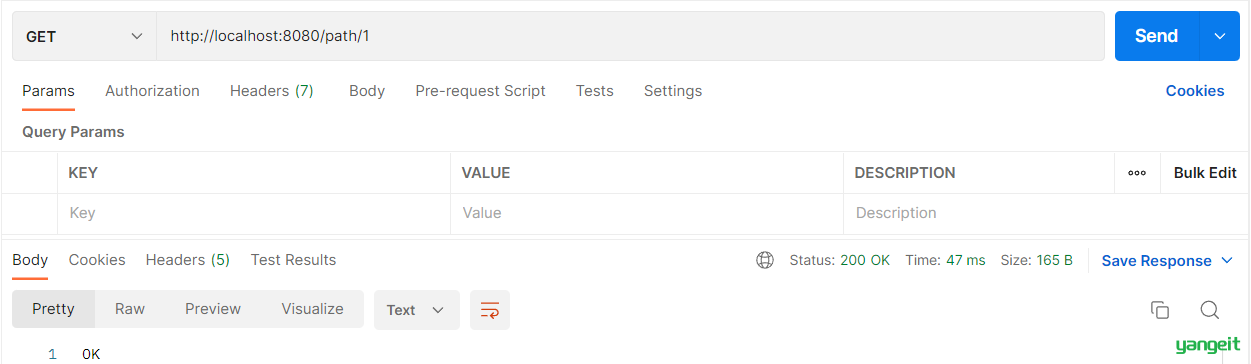 GET http://localhost:8080/path/1 Send
Params Authorization Headers (7) Body Pre-request Script Tests Settings Cookies
Query Params
KEY VALUE DESCRIPTION ooo Bulk Edit
Key Value Description
Body Cookies Headers (5) Test Results Status: 200 OK Time: 47 ms Size: 165 B Save Response
Pretty Raw Preview Visualize Text
1 OK
yangeit